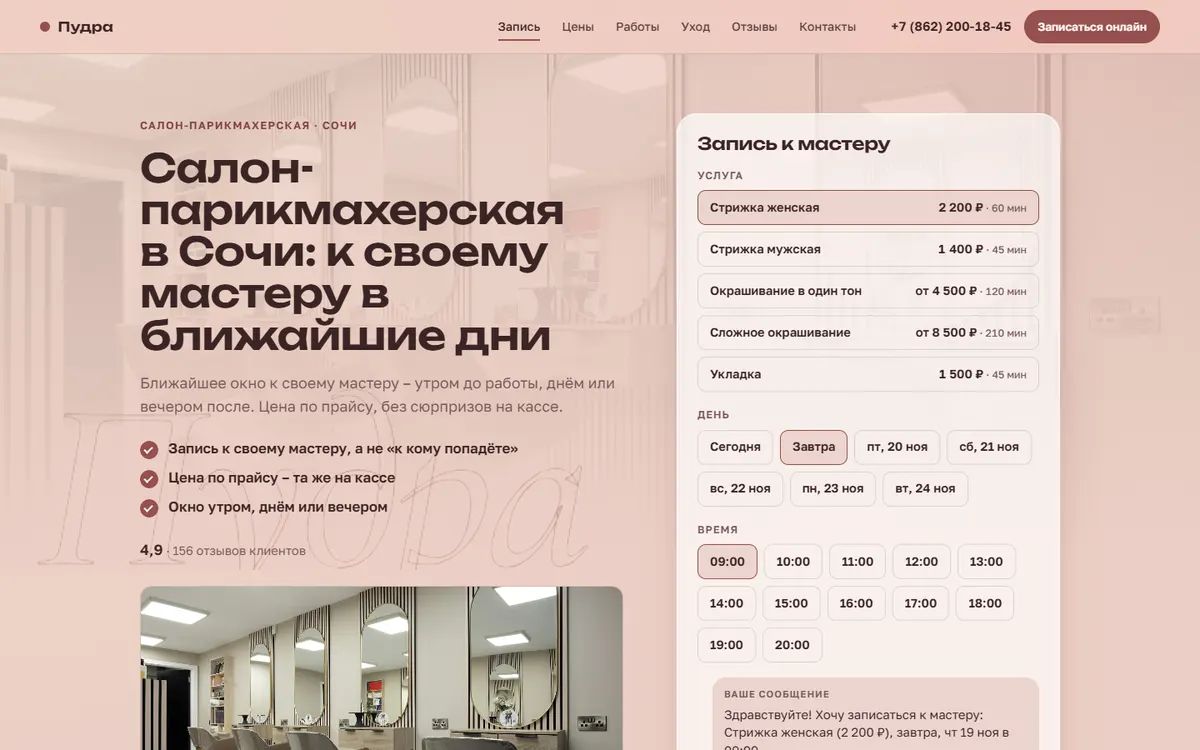 Пудра
Запись Цены Работы Уход Отзывы Контакты +7 (862) 200-18-45 Записаться онлайн
САЛОН-ПАРИКМАХЕРСКАЯ · СОЧИ
Салон-
парикмахерская
в Сочи: к своему
мастеру в
ближайшие дни
Ближайшее окно к своему мастеру – утром до работы, днём или
вечером после. Цена по прайсу, без сюрпризов на кассе.
Запись к своему мастеру, а не «к кому попадёте»
Цена по прайсу – та же на кассе
Окно утром, днём или вечером
4,9 · 156 отзывов клиентов
Пудра
Запись к мастеру
УСЛУГА
Стрижка женская 2 200 ₽ · 60 мин
Стрижка мужская 1 400 ₽ · 45 мин
Окрашивание в один тон от 4 500 ₽ · 120 мин
Сложное окрашивание от 8 500 ₽ · 210 мин
Укладка 1 500 ₽ · 45 мин
ДЕНЬ
Сегодня Завтра пт, 20 ноя сб, 21 ноя
вс, 22 ноя пн, 23 ноя вт, 24 ноя
ВРЕМЯ
09:00 10:00 11:00 12:00 13:00
14:00 15:00 16:00 17:00 18:00
19:00 20:00
ВАШЕ СООБЩЕНИЕ
Здравствуйте! Хочу записаться к мастеру:
Стрижка женская (2 200 ₽), завтра, чт 19 ноя в
09:00